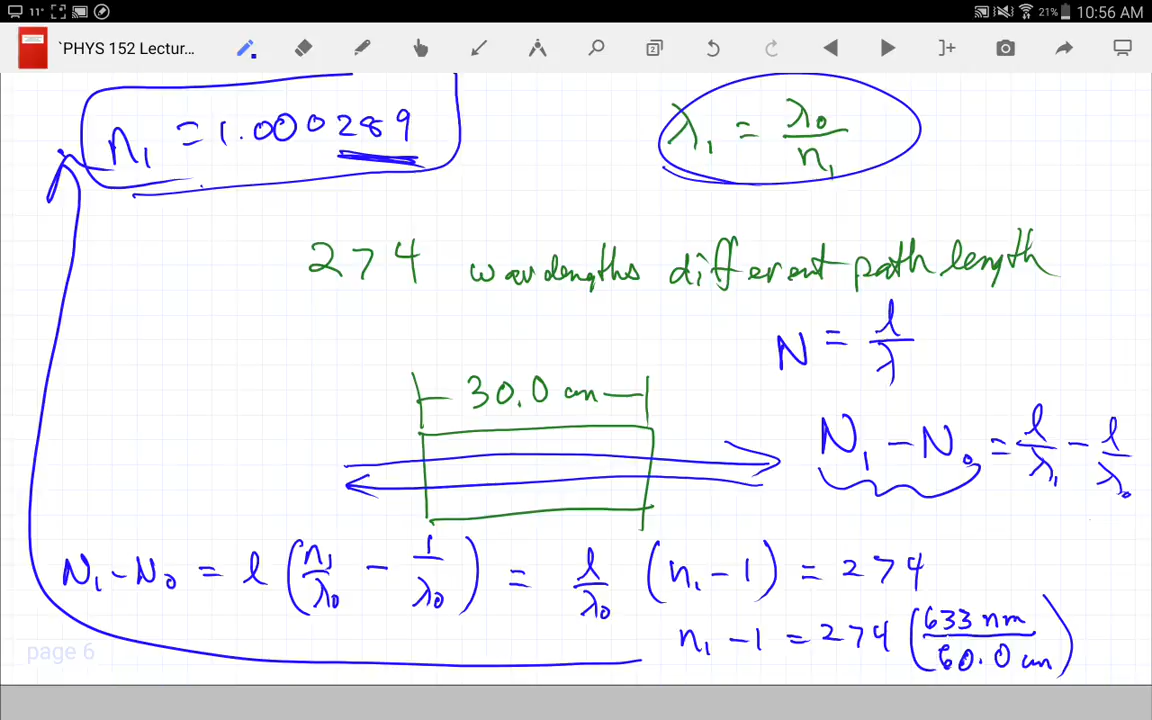 11°
21%
10:56 AM
`PHYS 152 Lectur...
n₁ = 1.0000289
λ₁ = λ₀/n₁
274 wavelengths different path length
N = l/λ
30.0 cm
N₁ - N₀ = l/λ₁ - l/λ₀
N₁ - N₀ = l (n₁/λ₀ - 1/λ₀) = l/λ₀ (n₁ - 1) = 274
n₁ - 1 = 274 (633 nm/60.0 cm)
page 6